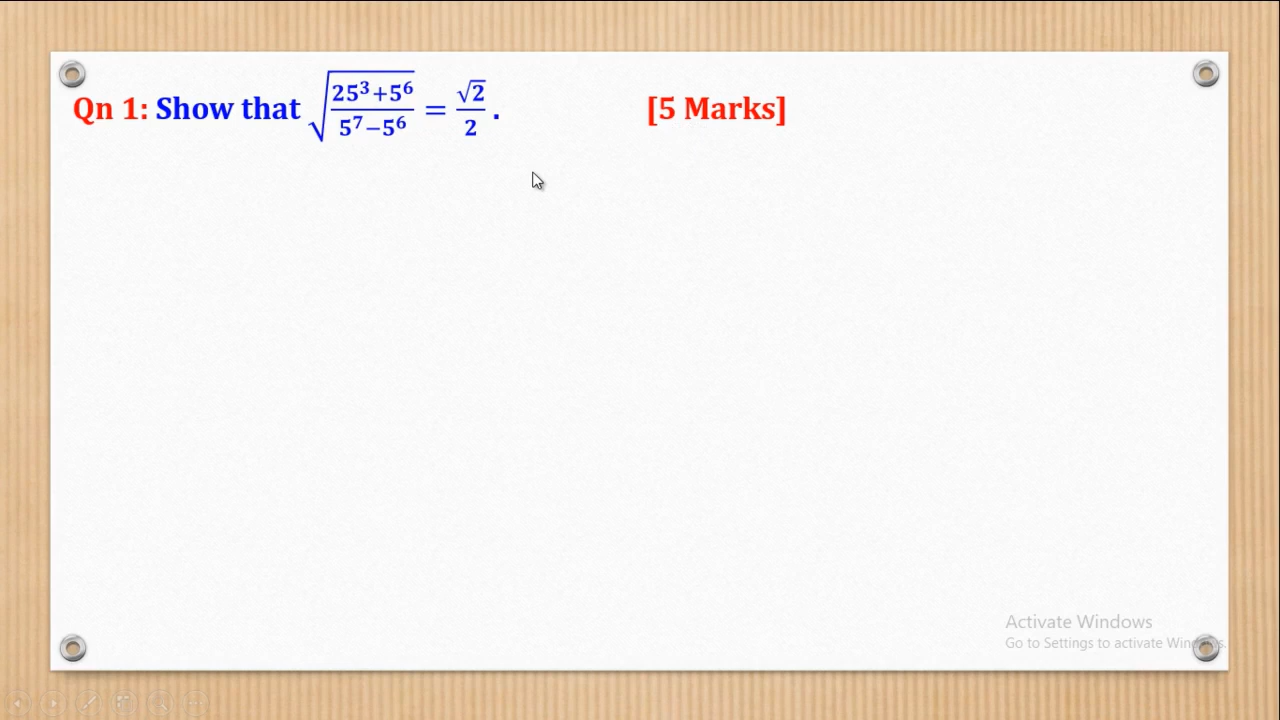 Qn 1: Show that √((25³+5⁶)/(5⁷−5⁶)) = √2/2 . [5 Marks]
Activate Windows
Go to Settings to activate Windows.